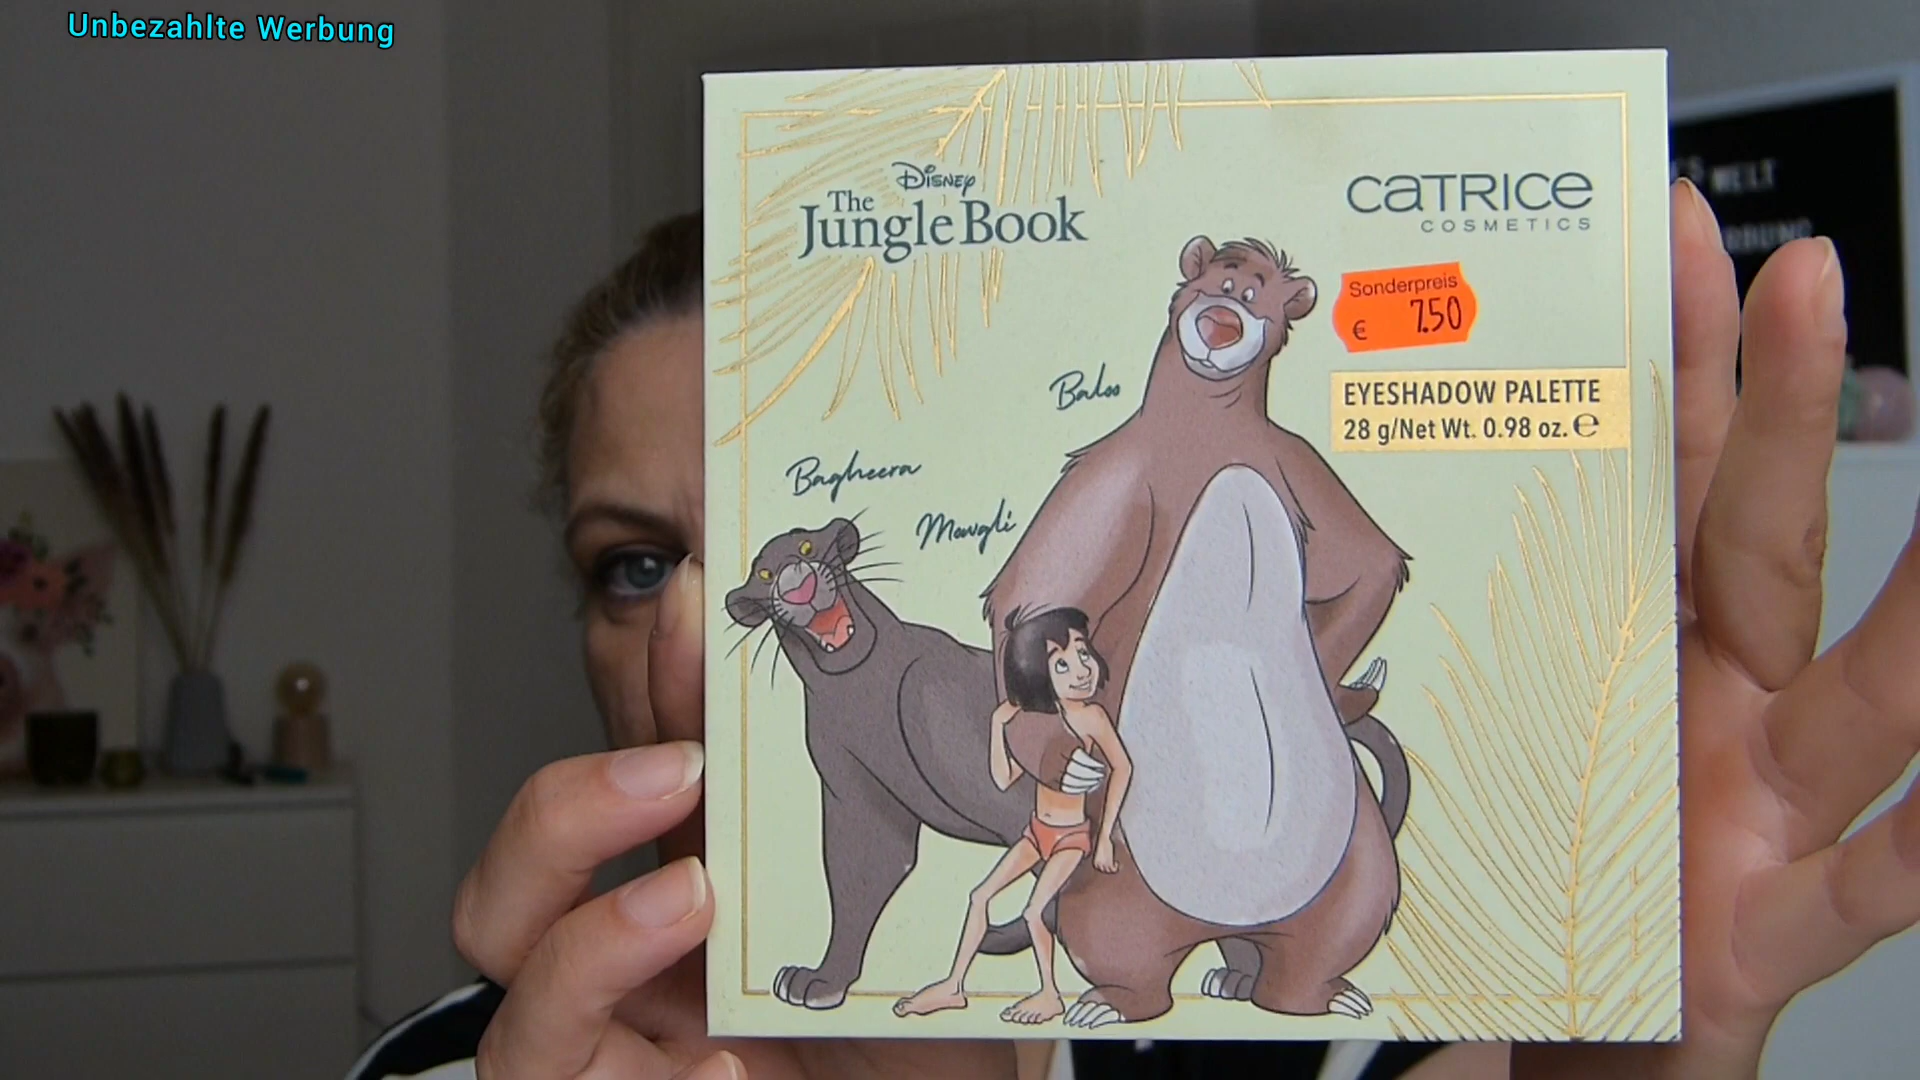 Unbezahlte Werbung
Disney
The
Jungle Book
CATRICE
COSMETICS
Sonderpreis
€ 7.50
EYESHADOW PALETTE
28 g/Net Wt. 0.98 oz. ℮
Baloo
Bagheera
Mowgli
WELT